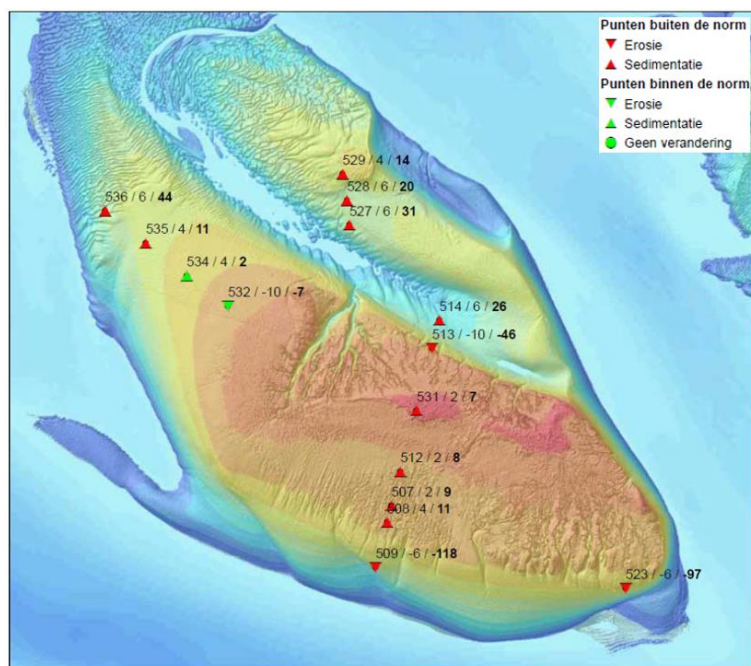 Punten buiten de norm
Erosie
Sedimentatie
Punten binnen de norm
Erosie
Sedimentatie
Geen verandering
529 / 4 / 14
528 / 6 / 20
527 / 6 / 31
536 / 6 / 44
535 / 4 / 11
534 / 4 / 2
532 / -10 / -7
514 / 6 / 26
513 / -10 / -46
531 / 2 / 7
512 / 2 / 8
507 / 2 / 9
508 / 4 / 11
509 / -6 / -118
523 / -6 / -97